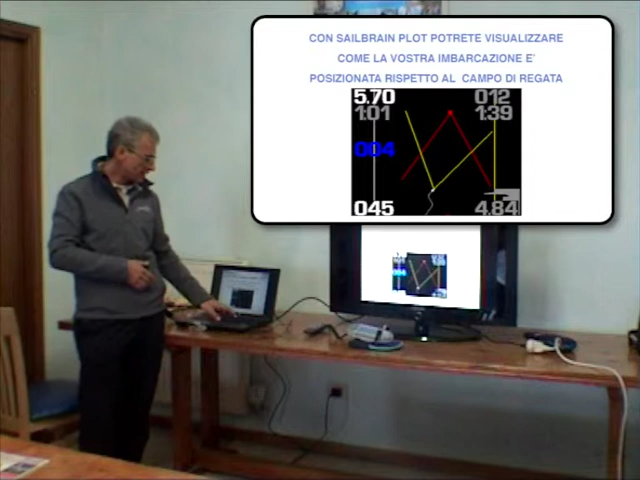 CON SAILBRAIN PLOT POTRETE VISUALIZZARE
COME LA VOSTRA IMBARCAZIONE E'
POSIZIONATA RISPETTO AL CAMPO DI REGATA
5.70 012
1:01 1:39
004
045 4.84